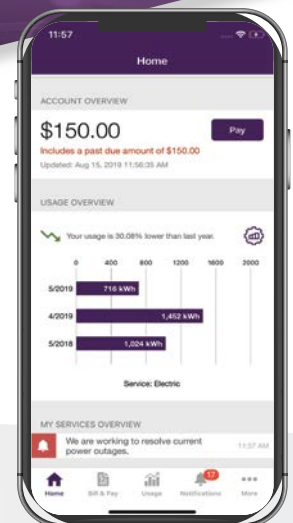 11:57
Home
ACCOUNT OVERVIEW
$150.00
Pay
Includes a past due amount of $150.00
Updated: Aug 15, 2019 11:56:35 AM
USAGE OVERVIEW
Your usage is 30.08% lower than last year.
0 400 800 1200 1600 2000
5/2019 716 kWh
4/2019 1,452 kWh
5/2018 1,024 kWh
Service: Electric
MY SERVICES OVERVIEW
We are working to resolve current
power outages.
11:57 AM
17
Home Bill & Pay Usage Notifications More